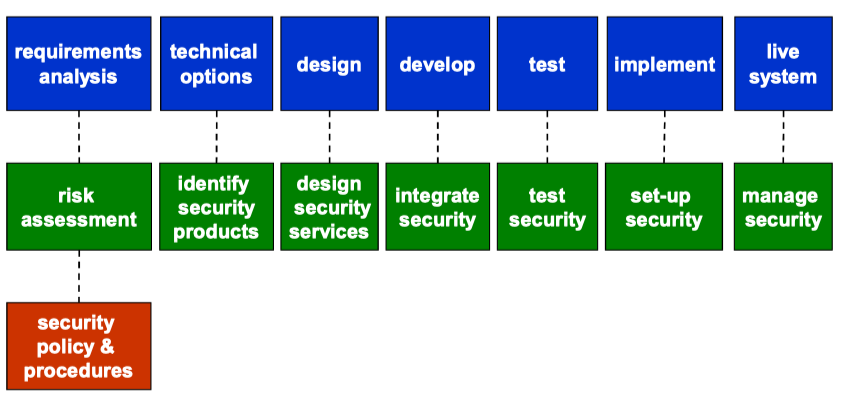 requirements
analysis
technical
options
design
develop
test
implement
live
system
risk
assessment
identify
security
products
design
security
services
integrate
security
test
security
set-up
security
manage
security
security
policy &
procedures